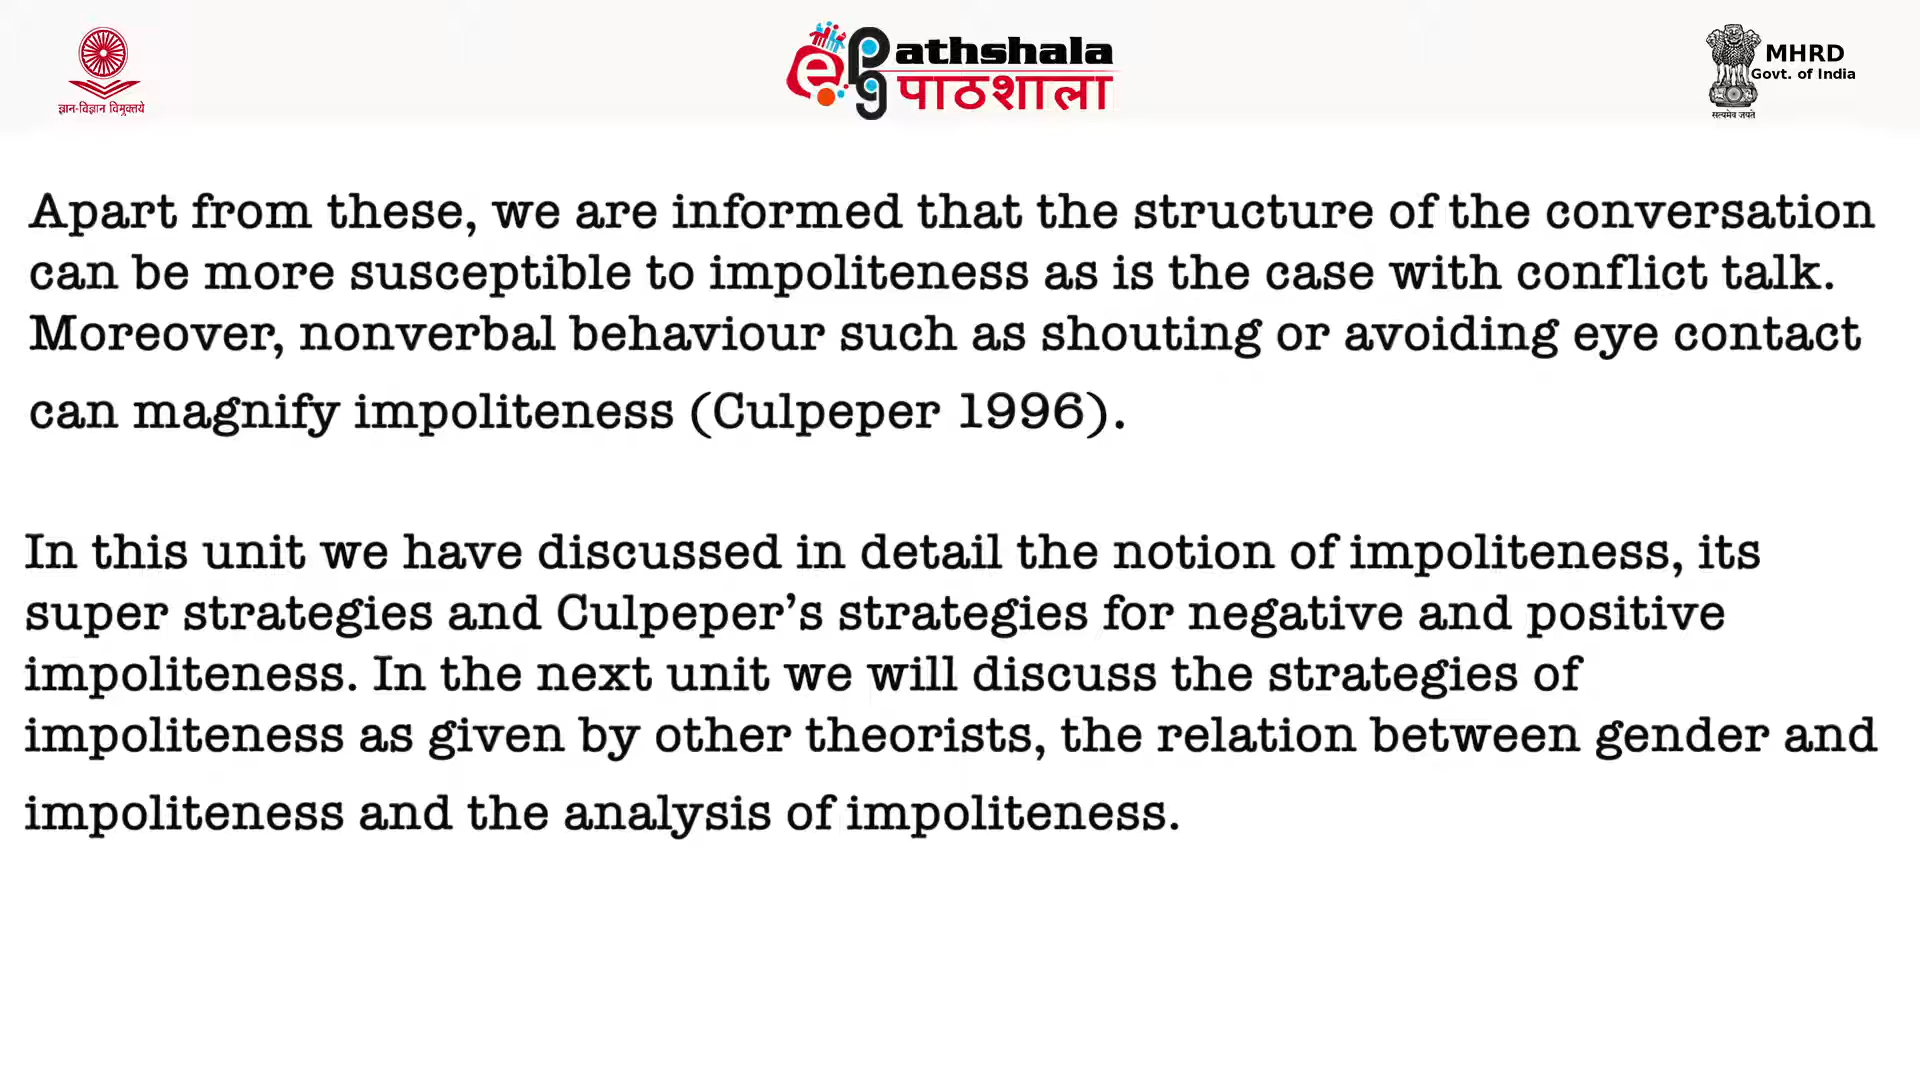 ज्ञान-विज्ञान विमुक्तये
e Pg athshala
पाठशाला
MHRD
Govt. of India
सत्यमेव जयते
Apart from these, we are informed that the structure of the conversation
can be more susceptible to impoliteness as is the case with conflict talk.
Moreover, nonverbal behaviour such as shouting or avoiding eye contact
can magnify impoliteness (Culpeper 1996).
In this unit we have discussed in detail the notion of impoliteness, its
super strategies and Culpeper’s strategies for negative and positive
impoliteness. In the next unit we will discuss the strategies of
impoliteness as given by other theorists, the relation between gender and
impoliteness and the analysis of impoliteness.